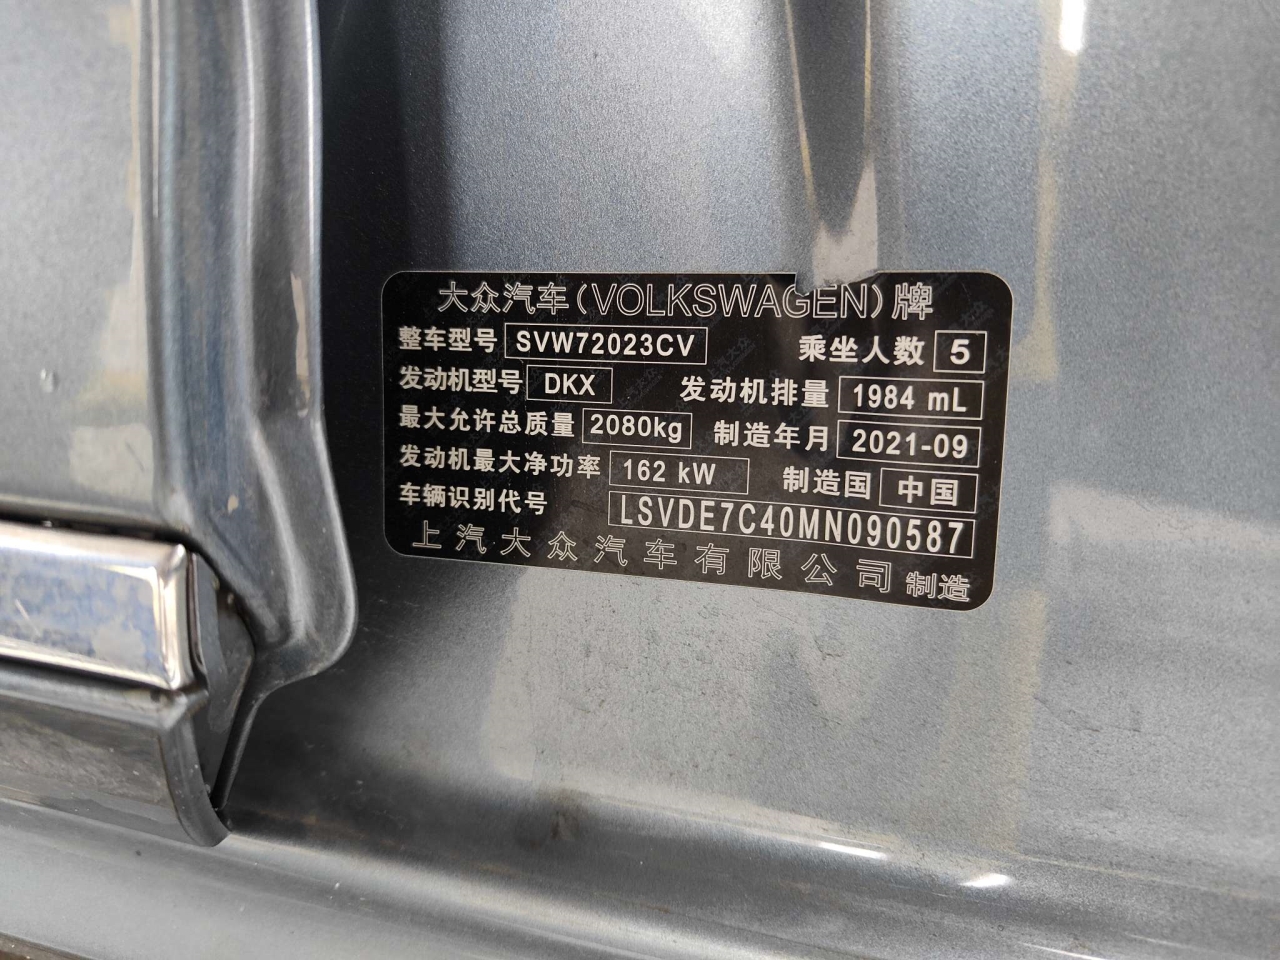 大众汽车(VOLKSWAGEN)牌
整车型号 SVW72023CV 乘坐人数 5
发动机型号 DKX 发动机排量 1984 mL
最大允许总质量 2080kg 制造年月 2021-09
发动机最大净功率 162 kW 制造国 中国
车辆识别代号 LSVDE7C40MN090587
上汽大众汽车有限公司 制造